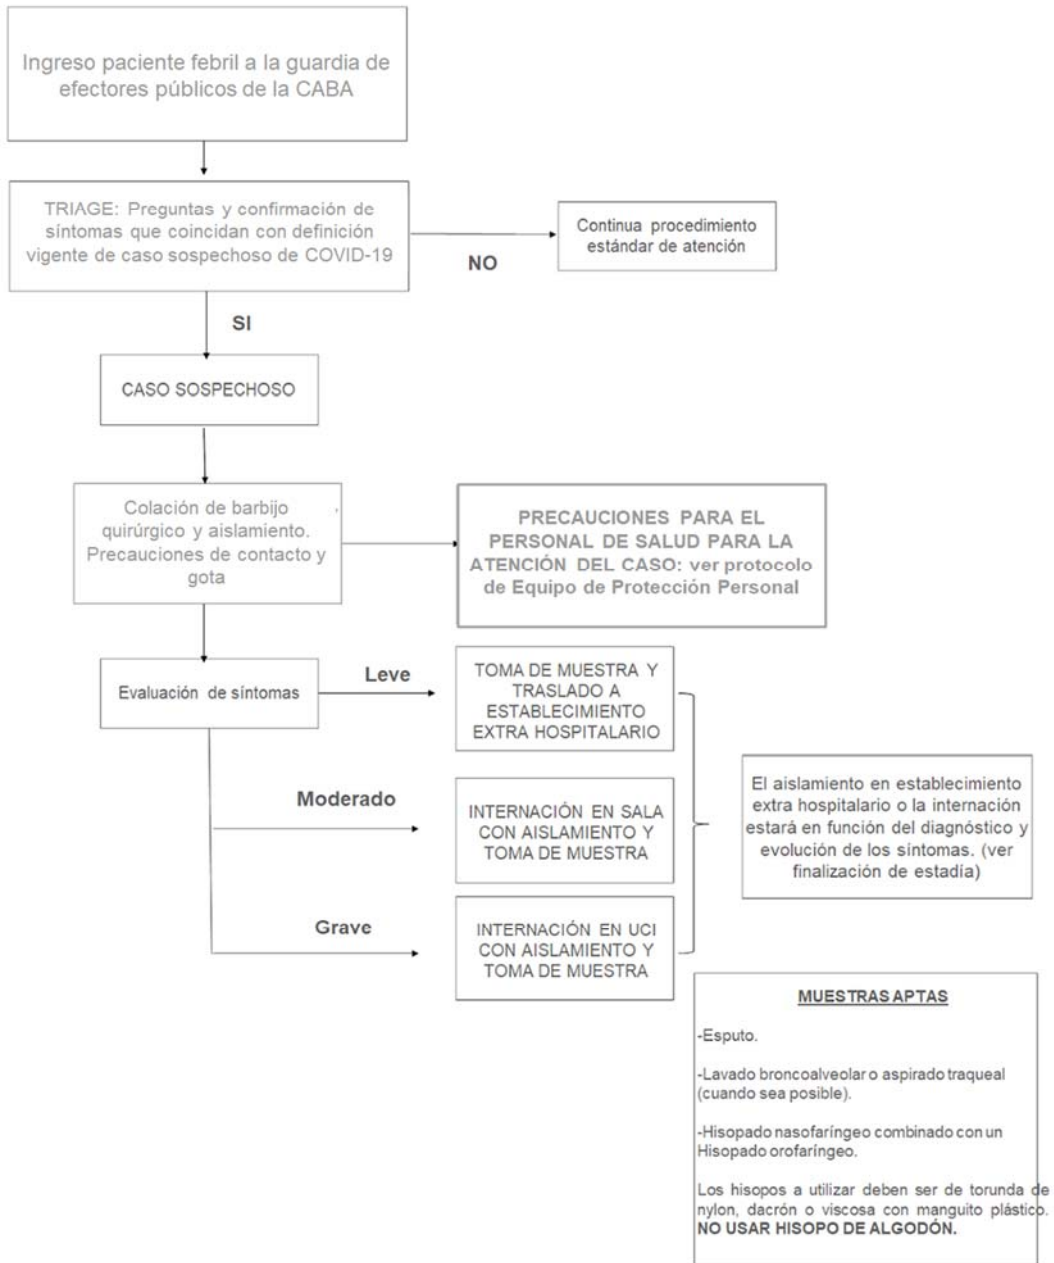 Ingreso paciente febril a la guardia de
efectores públicos de la CABA
TRIAGE: Preguntas y confirmación de
síntomas que coincidan con definición
vigente de caso sospechoso de COVID-19
Continua procedimiento
estándar de atención
NO
SI
CASO SOSPECHOSO
Colación de barbijo
quirúrgico y aislamiento.
Precauciones de contacto y
gota
PRECAUCIONES PARA EL
PERSONAL DE SALUD PARA LA
ATENCIÓN DEL CASO: ver protocolo
de Equipo de Protección Personal
Evaluación de síntomas
Leve
TOMA DE MUESTRA Y
TRASLADO A
ESTABLECIMIENTO
EXTRA HOSPITALARIO
Moderado
INTERNACIÓN EN SALA
CON AISLAMIENTO Y
TOMA DE MUESTRA
Grave
INTERNACIÓN EN UCI
CON AISLAMIENTO Y
TOMA DE MUESTRA
El aislamiento en establecimiento
extra hospitalario o la internación
estará en función del diagnóstico y
evolución de los síntomas. (ver
finalización de estadía)
MUESTRAS APTAS
-Esputo.
-Lavado broncoalveolar o aspirado traqueal
(cuando sea posible).
-Hisopado nasofaríngeo combinado con un
Hisopado orofaríngeo.
Los hisopos a utilizar deben ser de torunda de
nylon, dacrón o viscosa con manguito plástico.
NO USAR HISOPO DE ALGODÓN.